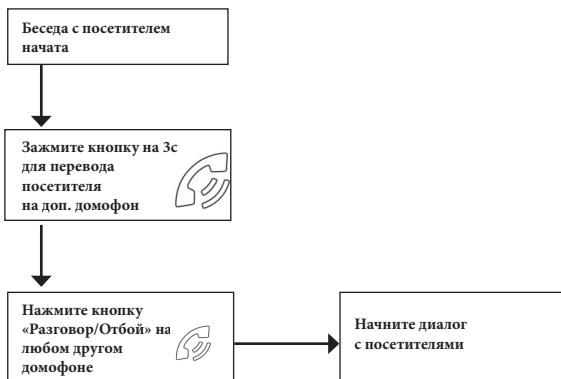 Беседа с посетителем
начата
Зажмите кнопку на 3с
для перевода
посетителя
на доп. домофон
Нажмите кнопку
«Разговор/Отбой» на
любом другом
домофоне
Начните диалог
с посетителями